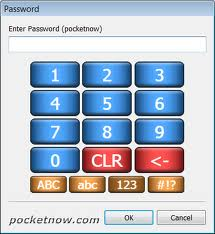 Password
Enter Password (pocketnow)
1 2 3
4 5 6
7 8 9
0 CLR <-
ABC abc 123 #!?
pocketnow.com OK Cancel